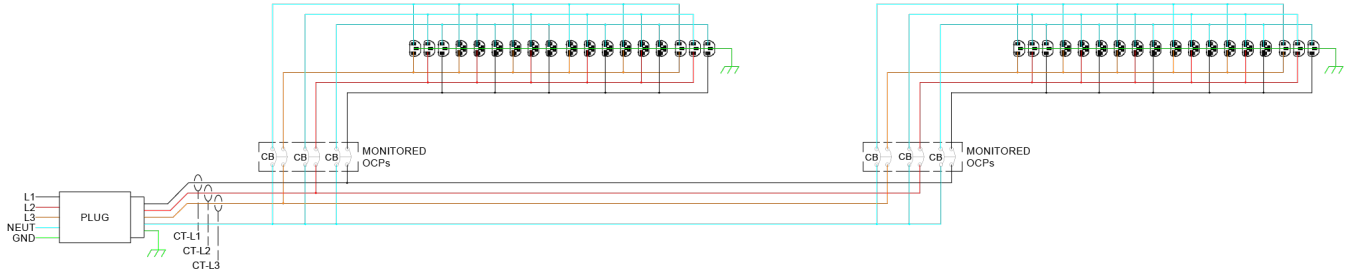 CB
CB
CB
MONITORED
OCPs
CB
CB
CB
MONITORED
OCPs
L1
L2
L3
NEUT
GND
PLUG
CT-L1
CT-L2
CT-L3